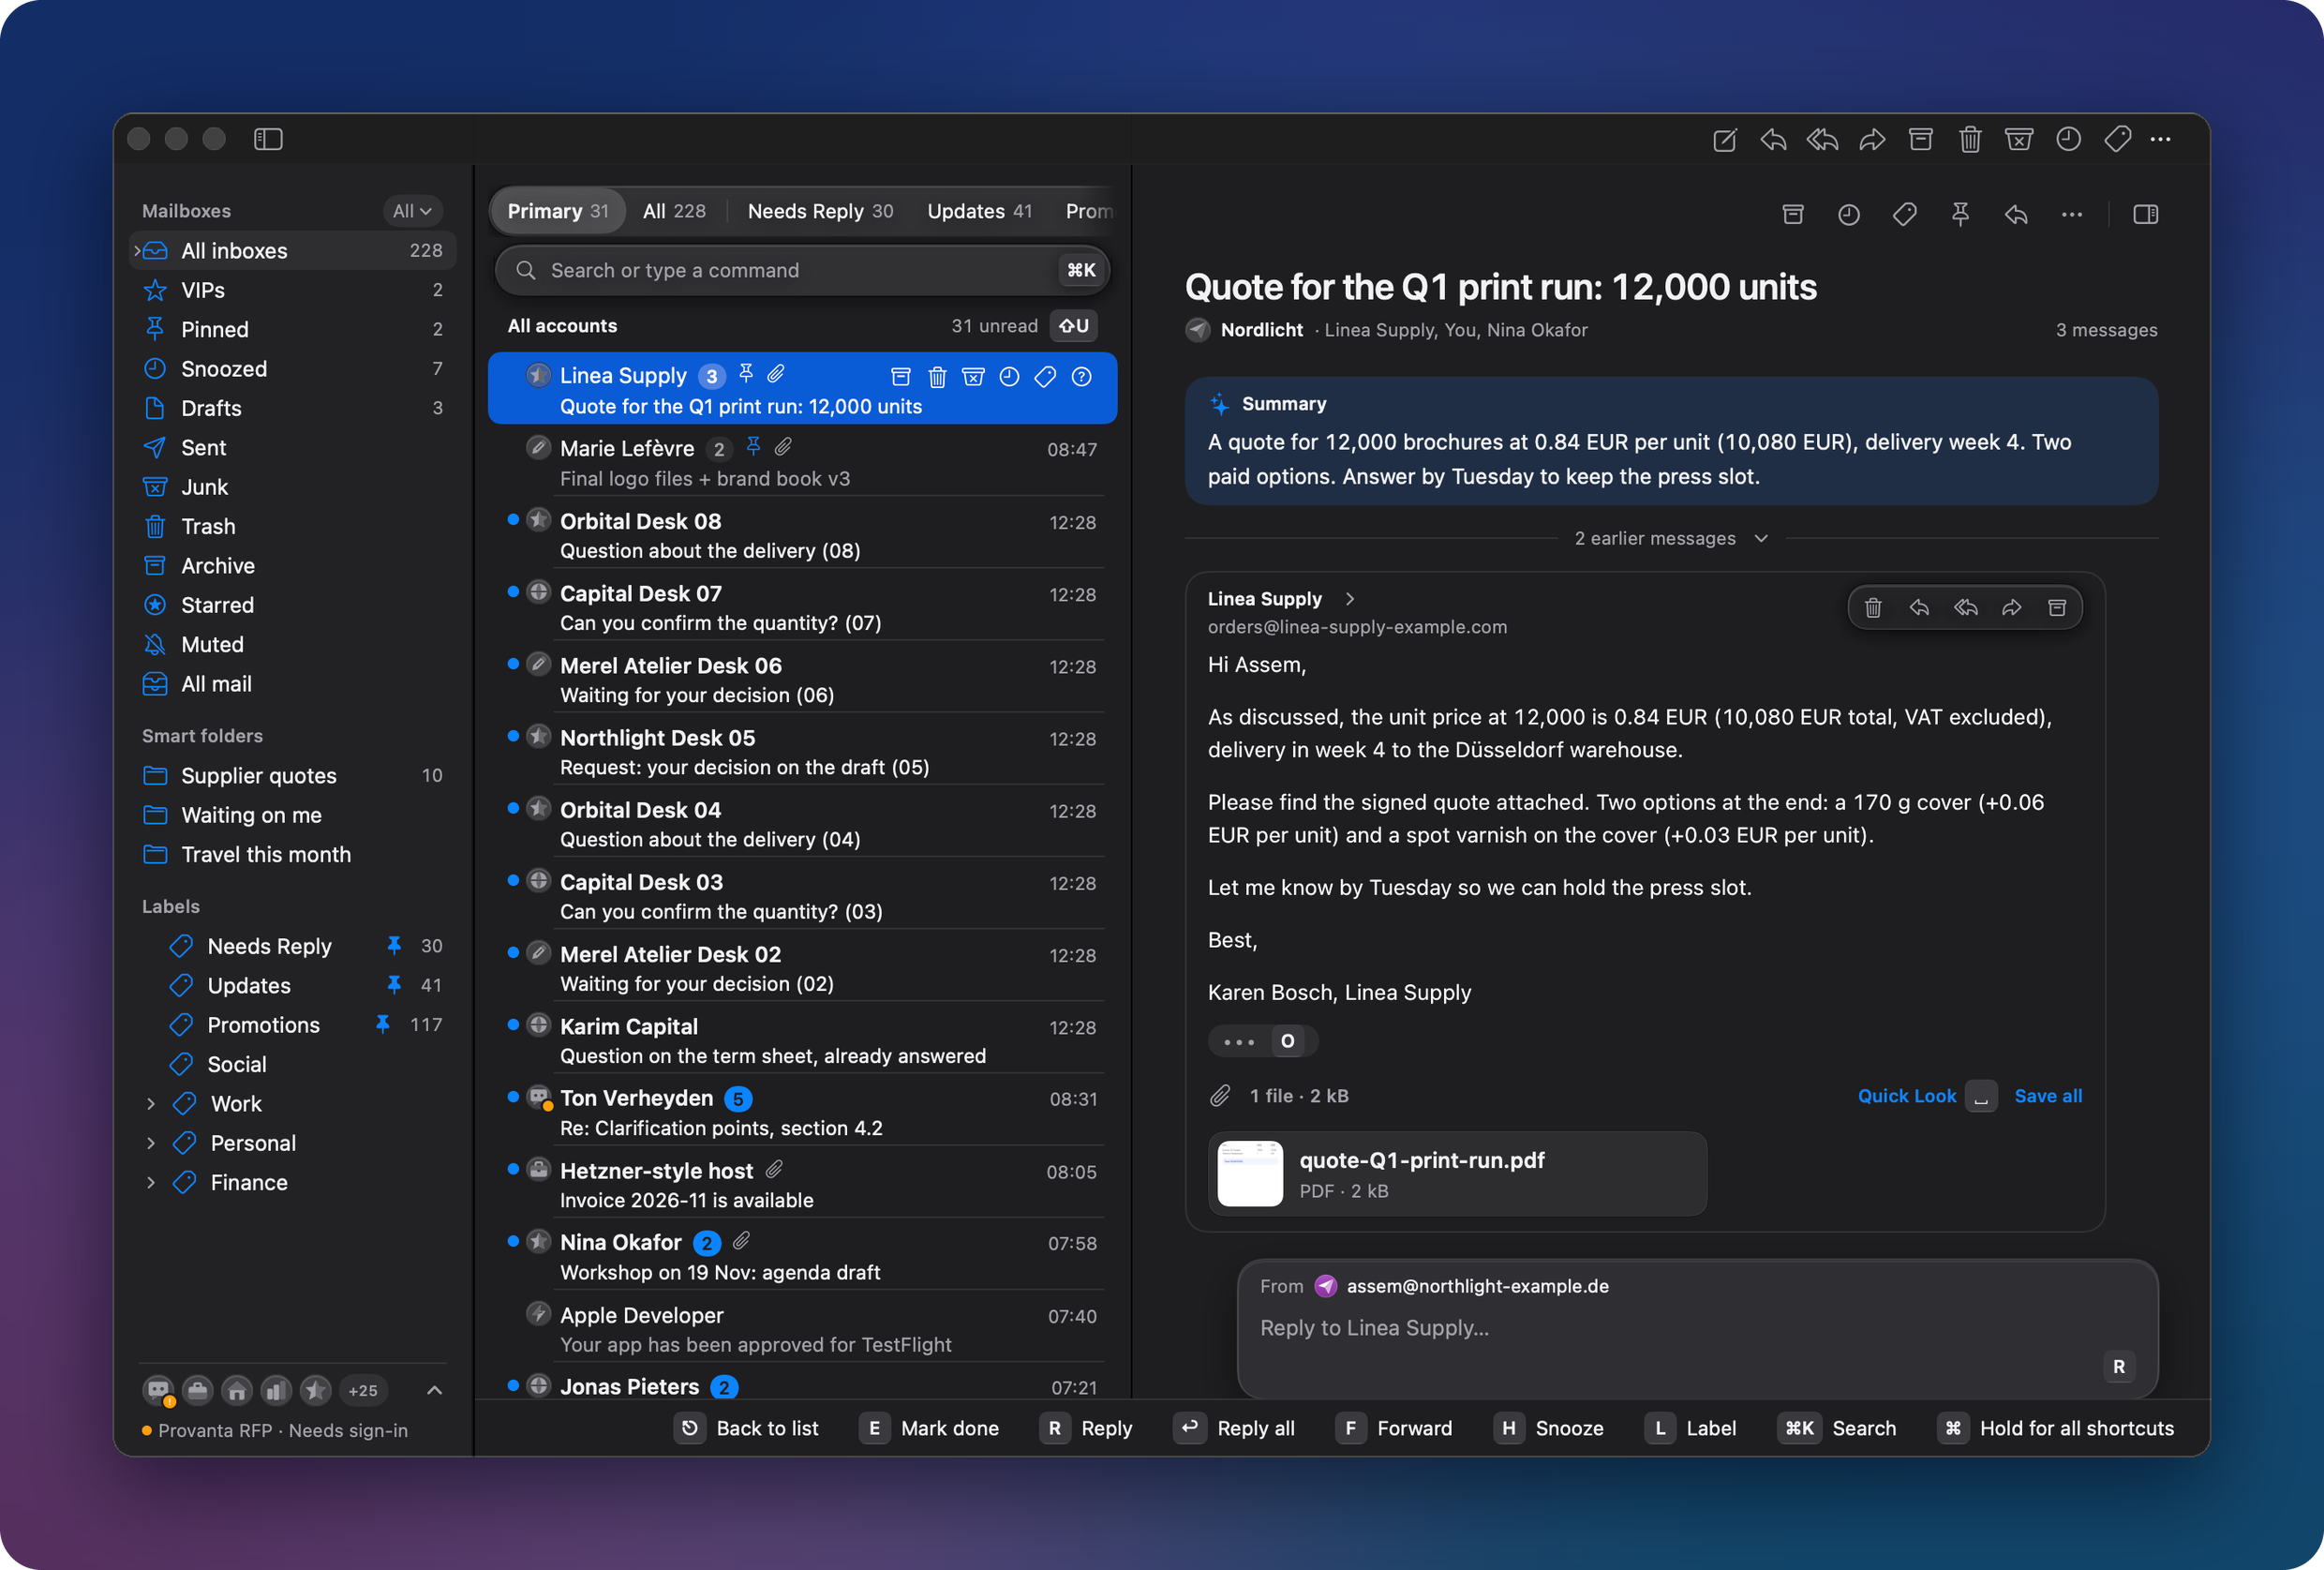 Mailboxes
All
All inboxes 228
VIPs 2
Pinned 2
Snoozed 7
Drafts 3
Sent
Junk
Trash
Archive
Starred
Muted
All mail
Smart folders
Supplier quotes 10
Waiting on me
Travel this month
Labels
Needs Reply 30
Updates 41
Promotions 117
Social
Work
Personal
Finance
+25
Provanta RFP · Needs sign-in
Primary 31 All 228 Needs Reply 30 Updates 41 Prom
Search or type a command ⌘K
All accounts 31 unread ⇧U
Linea Supply 3
Quote for the Q1 print run: 12,000 units
Marie Lefèvre 2 08:47
Final logo files + brand book v3
Orbital Desk 08 12:28
Question about the delivery (08)
Capital Desk 07 12:28
Can you confirm the quantity? (07)
Merel Atelier Desk 06 12:28
Waiting for your decision (06)
Northlight Desk 05 12:28
Request: your decision on the draft (05)
Orbital Desk 04 12:28
Question about the delivery (04)
Capital Desk 03 12:28
Can you confirm the quantity? (03)
Merel Atelier Desk 02 12:28
Waiting for your decision (02)
Karim Capital 12:28
Question on the term sheet, already answered
Ton Verheyden 5 08:31
Re: Clarification points, section 4.2
Hetzner-style host 08:05
Invoice 2026-11 is available
Nina Okafor 2 07:58
Workshop on 19 Nov: agenda draft
Apple Developer 07:40
Your app has been approved for TestFlight
Jonas Pieters 2 07:21
Quote for the Q1 print run: 12,000 units
Nordlicht · Linea Supply, You, Nina Okafor 3 messages
Summary
A quote for 12,000 brochures at 0.84 EUR per unit (10,080 EUR), delivery week 4. Two
paid options. Answer by Tuesday to keep the press slot.
2 earlier messages
Linea Supply
orders@linea-supply-example.com
Hi Assem,
As discussed, the unit price at 12,000 is 0.84 EUR (10,080 EUR total, VAT excluded),
delivery in week 4 to the Düsseldorf warehouse.
Please find the signed quote attached. Two options at the end: a 170 g cover (+0.06
EUR per unit) and a spot varnish on the cover (+0.03 EUR per unit).
Let me know by Tuesday so we can hold the press slot.
Best,
Karen Bosch, Linea Supply
••• O
1 file · 2 kB Quick Look Save all
quote-Q1-print-run.pdf
PDF · 2 kB
From assem@northlight-example.de
Reply to Linea Supply...
R
Back to list E Mark done R Reply Reply all F Forward H Snooze L Label ⌘K Search ⌘ Hold for all shortcuts